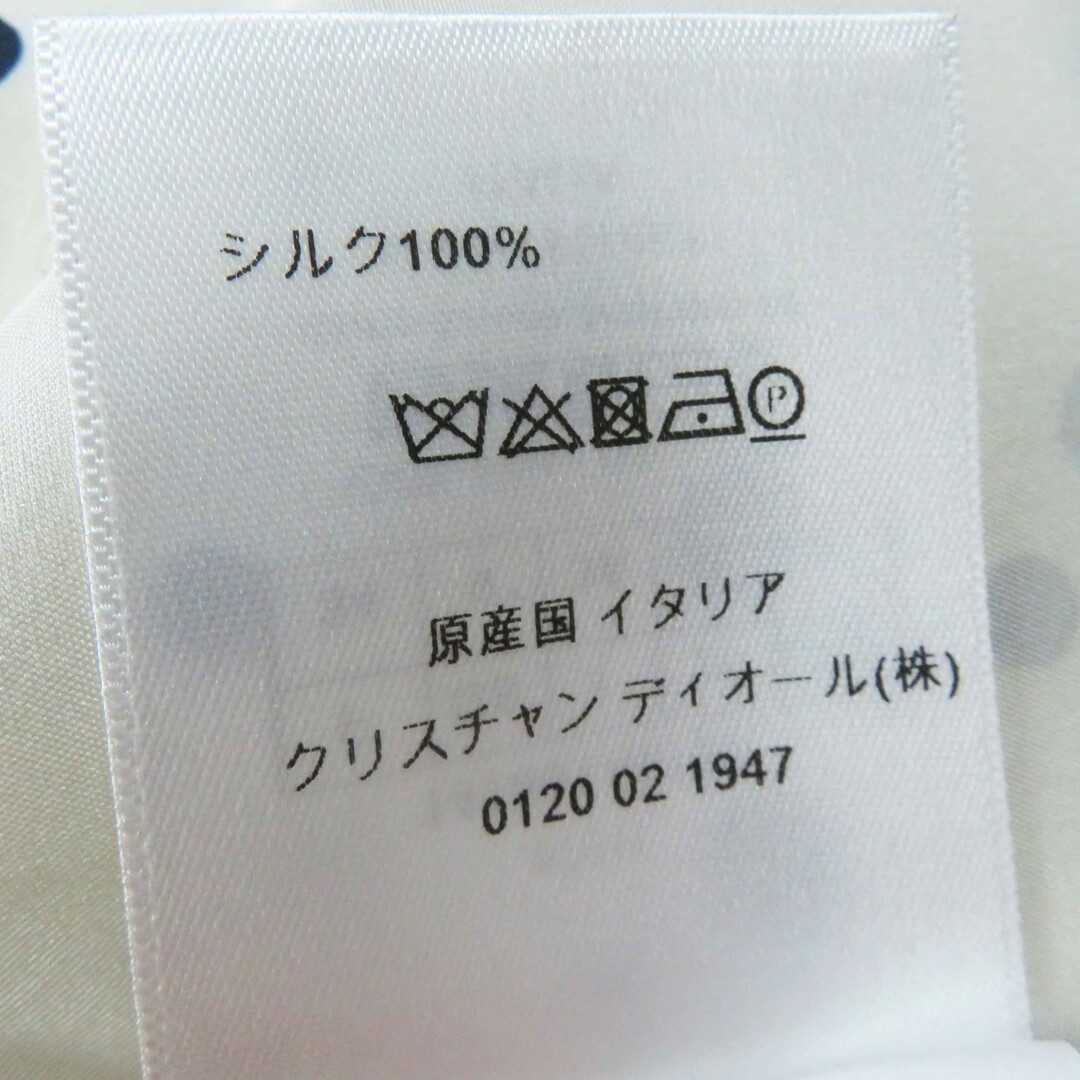 シルク100%
P
原産国 イタリア
クリスチャン ディオール(株)
0120 02 1947